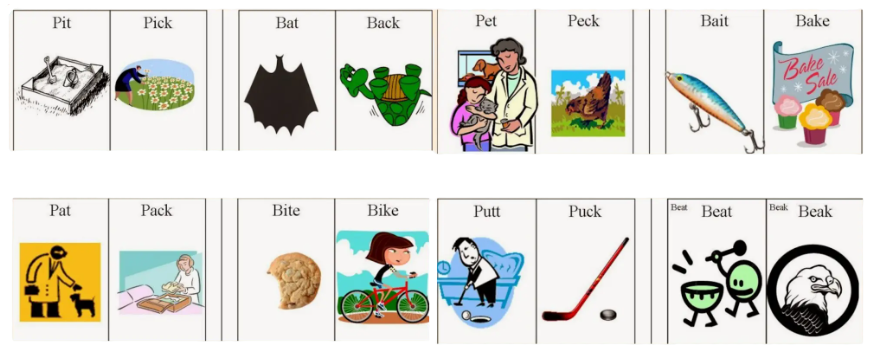 Pit Pick Bat Back Pet Peck Bait Bake
Bake
Sale
Pat Pack Bite Bike Putt Puck Beat Beat Beak Beak